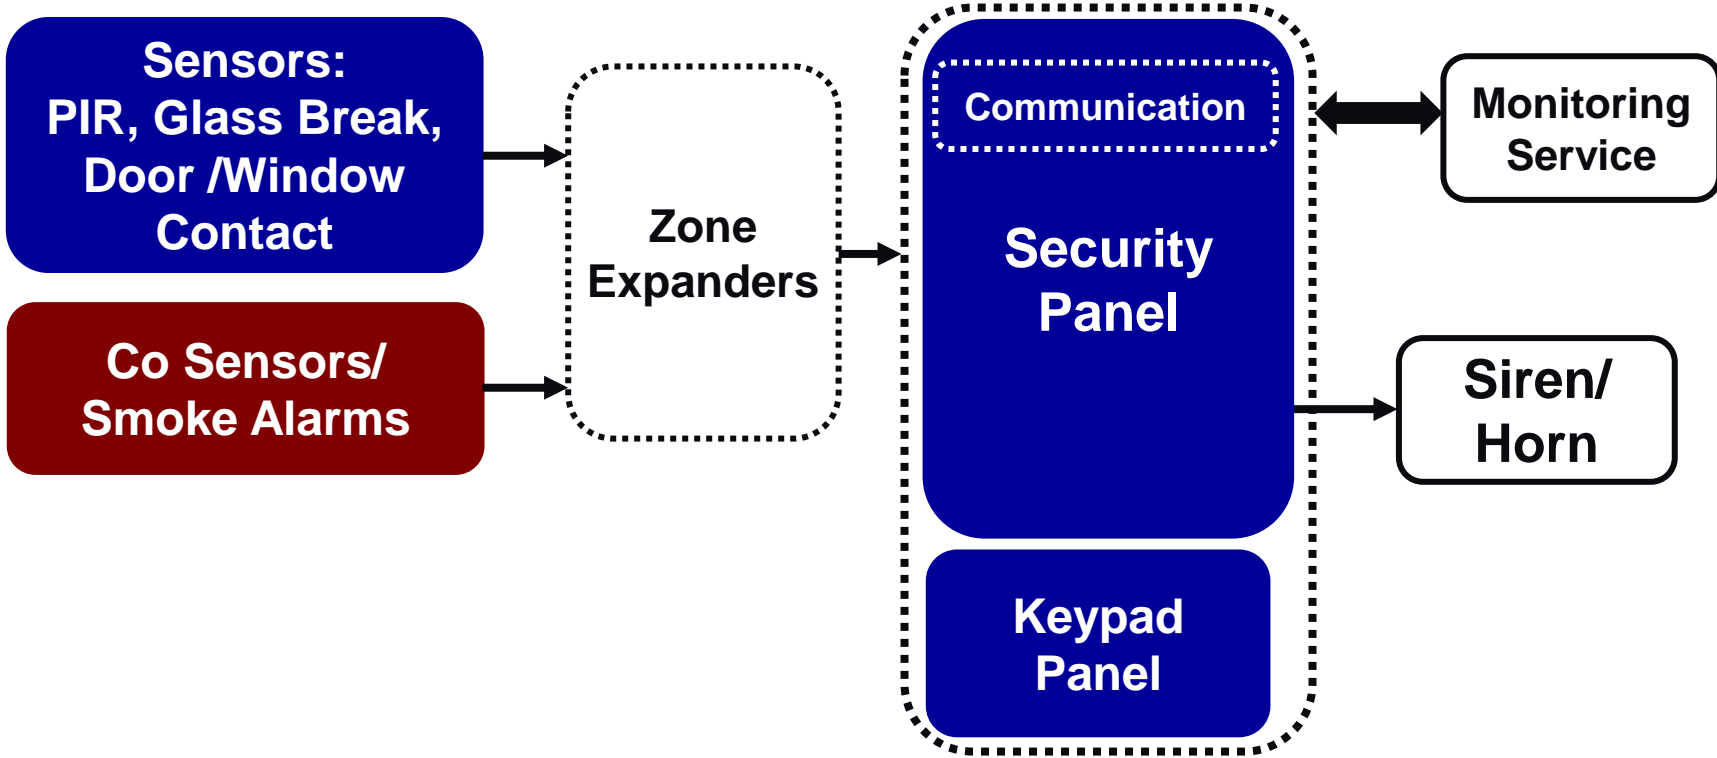 Sensors:
PIR, Glass Break,
Door /Window
Contact
Co Sensors/
Smoke Alarms
Zone
Expanders
Communication
Security
Panel
Keypad
Panel
Monitoring
Service
Siren/
Horn